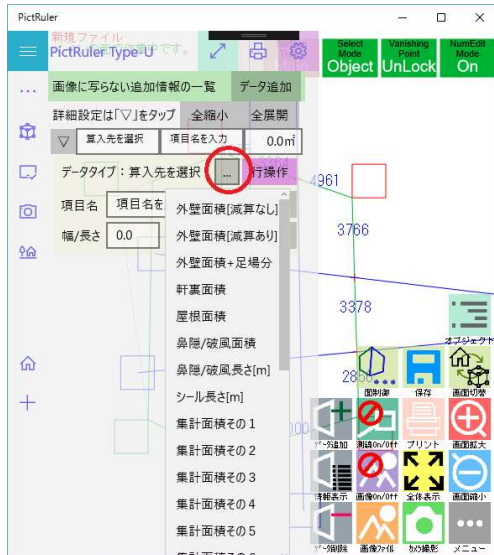 PictRuler
新規ファイル
PictRuler Type-U
Select Mode Object
Vanishing Point UnLock
NumEdit Mode On
画像に写らない追加情報の一覧 データ追加
詳細設定は「▽」をタップ 全縮小 全展開
▽ 算入先を選択 項目名を入力 0.0㎡
データタイプ：算入先を選択 ... 行操作
項目名 項目名を
幅/長さ 0.0
外壁面積[減算なし]
外壁面積[減算あり]
外壁面積+足場分
軒裏面積
屋根面積
鼻隠/破風面積
鼻隠/破風長さ[m]
シール長さ[m]
集計面積その1
集計面積その2
集計面積その3
集計面積その4
集計面積その5
4961
3766
3378
オブジェクト
面制御 保存 画面切替
データ追加 測線On/Off プリント 画面拡大
情報表示 画像On/Off 全体表示 画面縮小
データ削除 画像ファイル カメラ撮影 メニュー